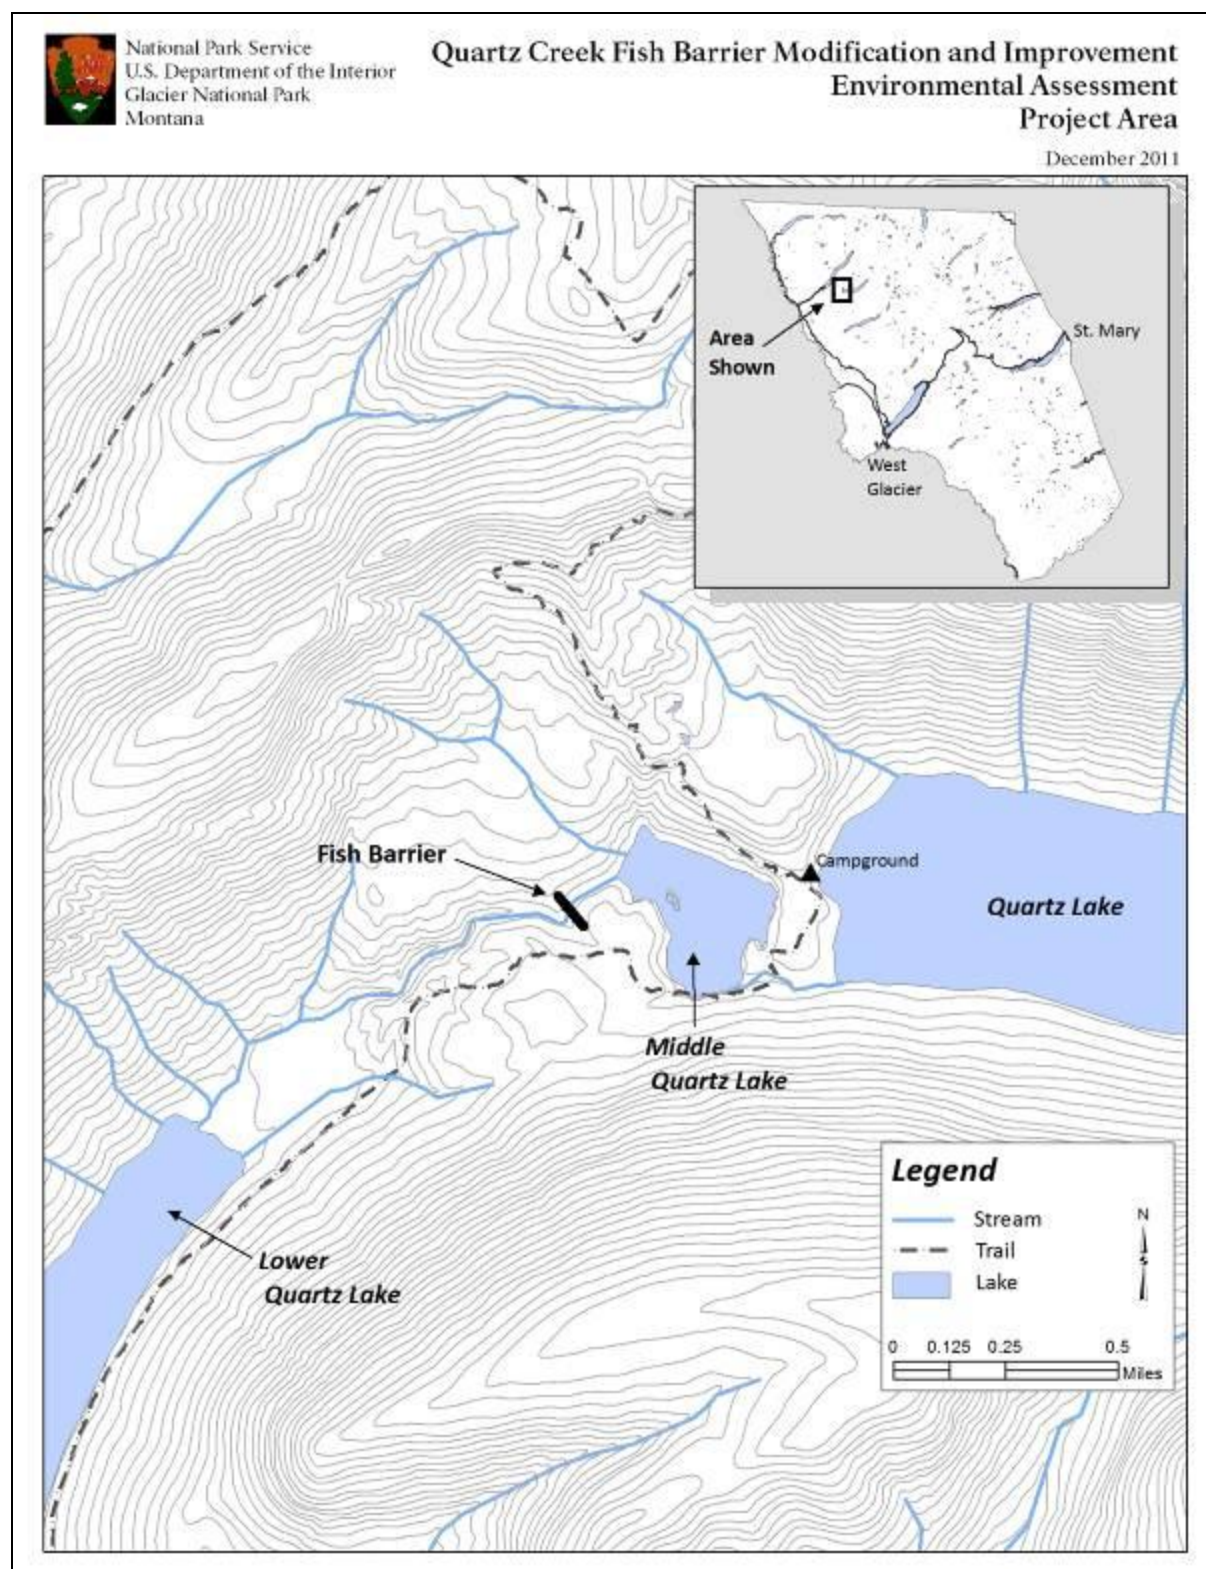 National Park Service
U.S. Department of the Interior
Glacier National Park
Montana
Quartz Creek Fish Barrier Modification and Improvement
Environmental Assessment
Project Area
December 2011
Area
Shown
St. Mary
West
Glacier
Fish Barrier
Campground
Quartz Lake
Middle
Quartz Lake
Lower
Quartz Lake
Legend
Stream
Trail
Lake
N
0 0.125 0.25 0.5
Miles